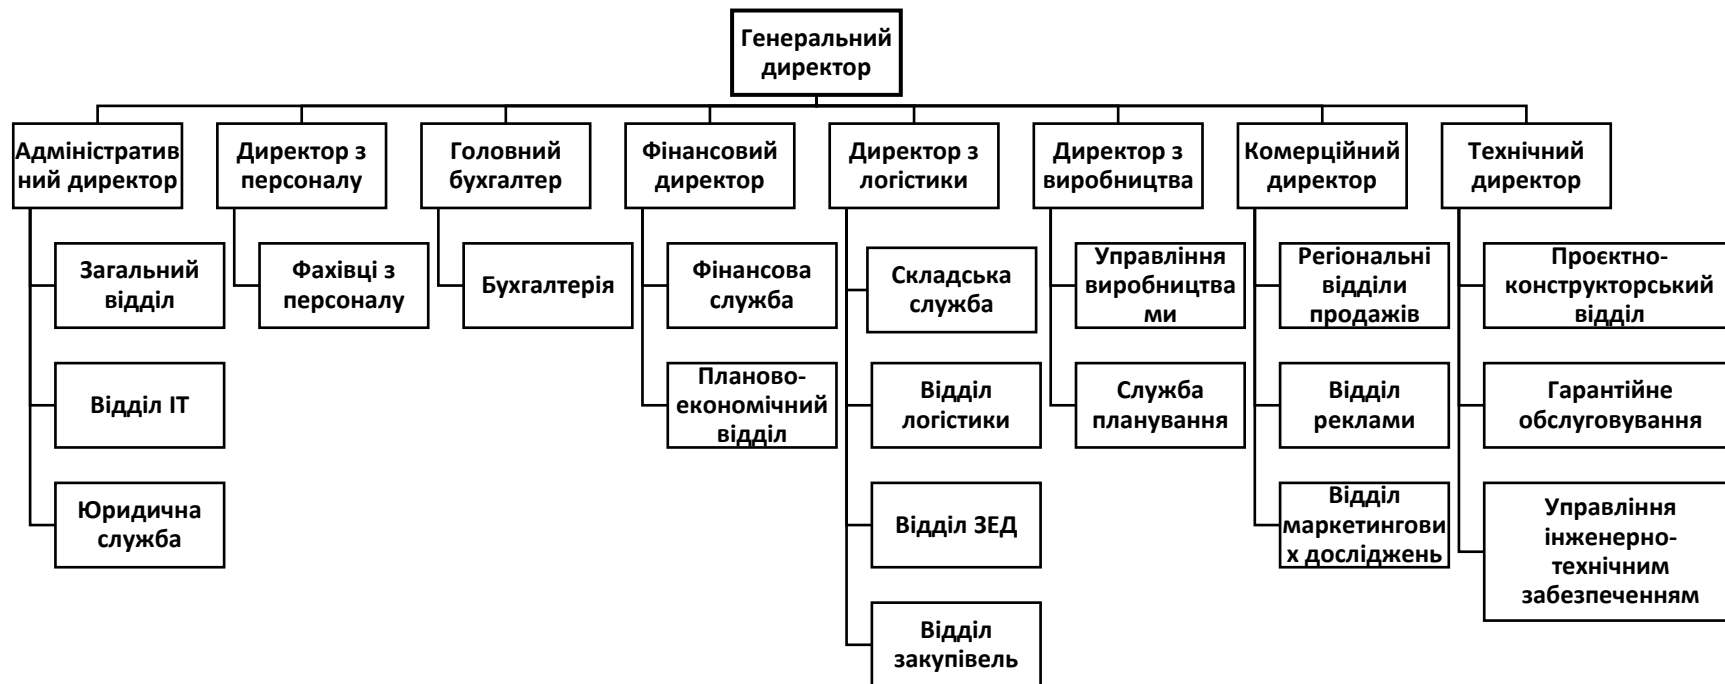 Генеральний
директор
Адміністратив
ний директор
Директор з
персоналу
Головний
бухгалтер
Фінансовий
директор
Директор з
логістики
Директор з
виробництва
Комерційний
директор
Технічний
директор
Загальний
відділ
Відділ ІТ
Юридична
служба
Фахівці з
персоналу
Бухгалтерія
Фінансова
служба
Планово-
економічний
відділ
Складська
служба
Відділ
логістики
Відділ ЗЕД
Відділ
закупівель
Управління
виробництва
ми
Служба
планування
Регіональні
відділи
продажів
Відділ
реклами
Відділ
маркетингови
х досліджень
Проєктно-
конструкторський
відділ
Гарантійне
обслуговування
Управління
інженерно-
технічним
забезпеченням